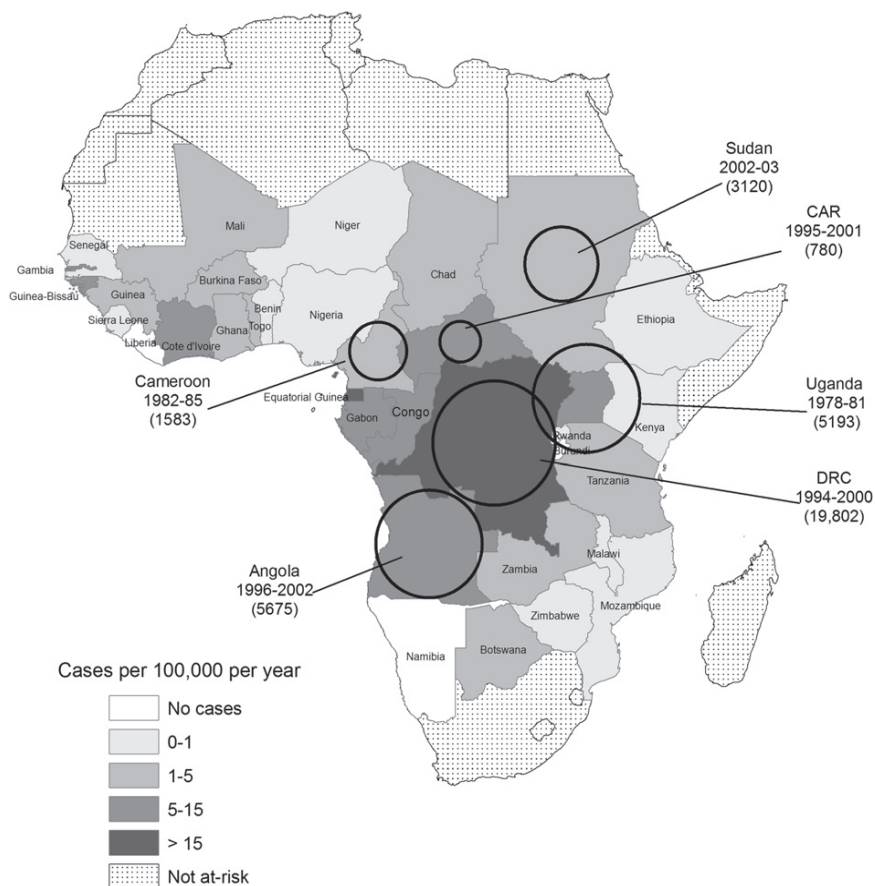 Sudan
2002-03
(3120)
CAR
1995-2001
(780)
Mali
Niger
Senegal
Chad
Gambia
Burkina Faso
Guinea-Bissau
Guinea
Benin
Nigeria
Ethiopia
Sierra Leone
Ghana
Togo
Liberia
Cote d'Ivoire
Cameroon
1982-85
(1583)
Equatorial Guinea
Uganda
1978-81
(5193)
Gabon
Congo
Kenya
Rwanda
Burundi
Tanzania
DRC
1994-2000
(19,802)
Angola
1996-2002
(5675)
Malawi
Zambia
Mozambique
Zimbabwe
Namibia
Botswana
Cases per 100,000 per year
No cases
0-1
1-5
5-15
> 15
Not at-risk